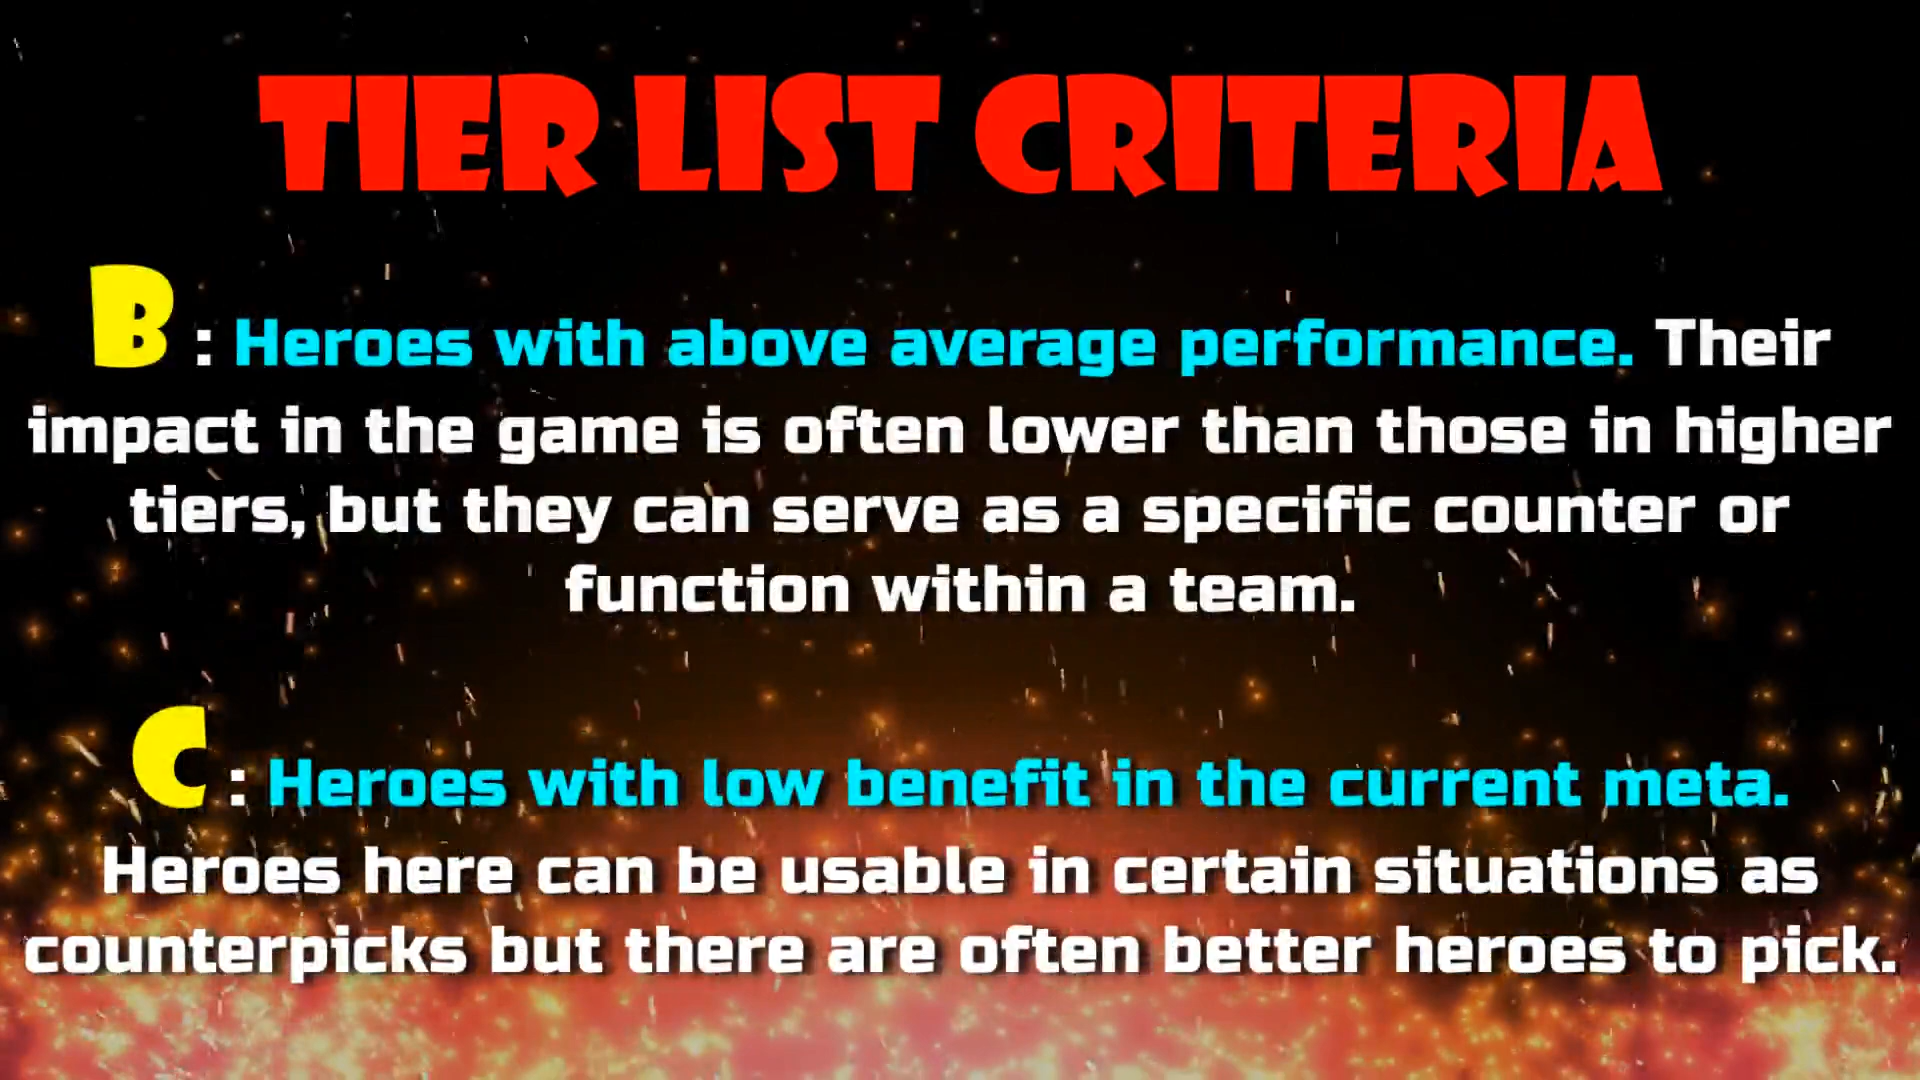 TIER LIST CRITERIA
B : Heroes with above average performance. Their
impact in the game is often lower than those in higher
tiers, but they can serve as a specific counter or
function within a team.
C : Heroes with low benefit in the current meta.
Heroes here can be usable in certain situations as
counterpicks but there are often better heroes to pick.